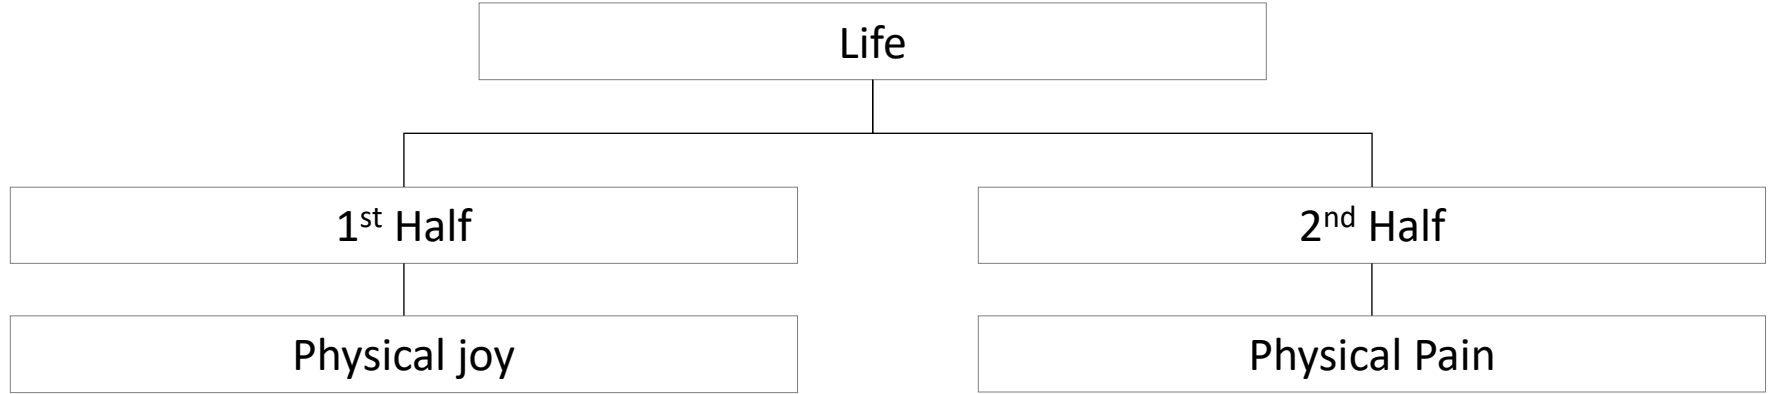 Life
1st Half
2nd Half
Physical joy
Physical Pain